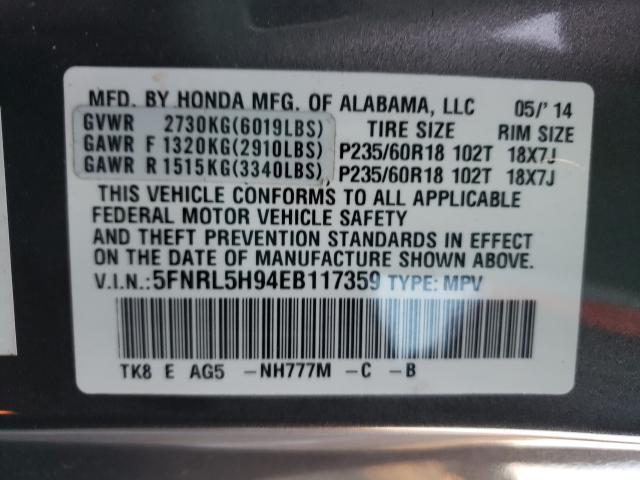 MFD. BY HONDA MFG. OF ALABAMA, LLC 05/'14
GVWR 2730KG(6019LBS) TIRE SIZE RIM SIZE
GAWR F 1320KG(2910LBS) P235/60R18 102T 18X7J
GAWR R 1515KG(3340LBS) P235/60R18 102T 18X7J
THIS VEHICLE CONFORMS TO ALL APPLICABLE
FEDERAL MOTOR VEHICLE SAFETY
AND THEFT PREVENTION STANDARDS IN EFFECT
ON THE DATE OF MANUFACTURE SHOWN ABOVE.
V.I.N.:5FNRL5H94EB117359 TYPE: MPV
TK8 E AG5 -NH777M -C -B